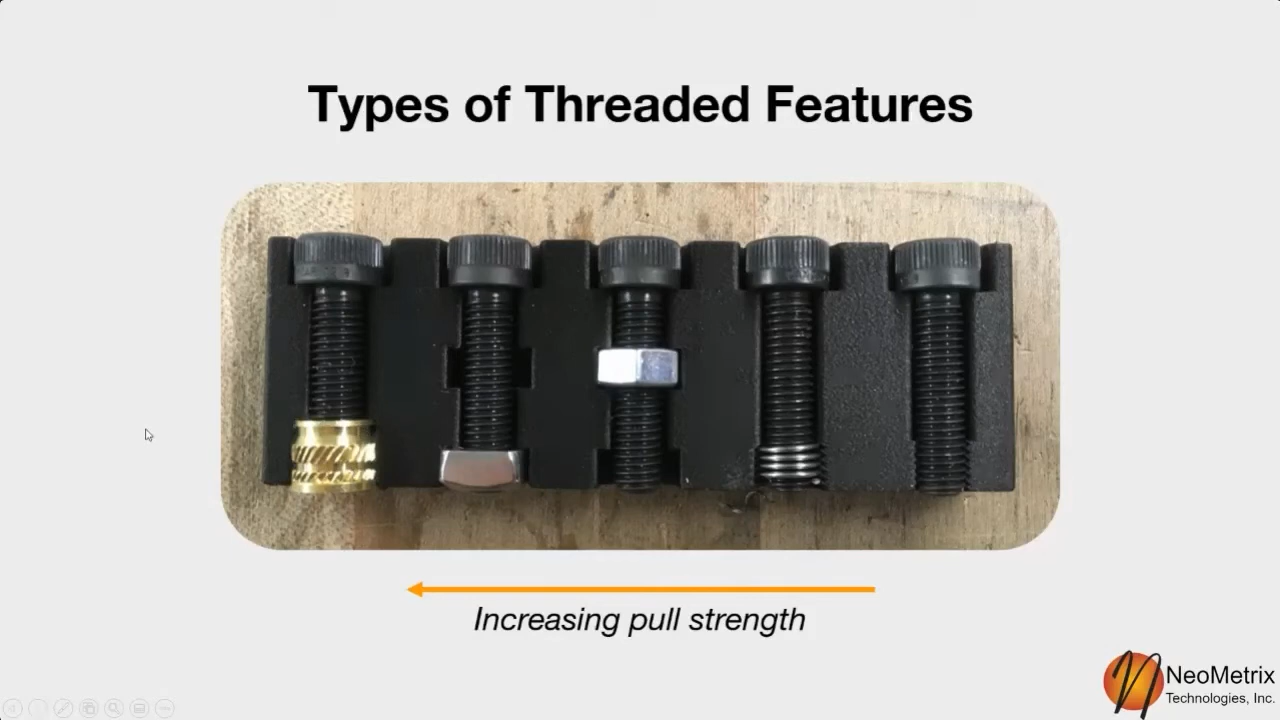 Types of Threaded Features
Increasing pull strength
NeoMetrix
Technologies, Inc.